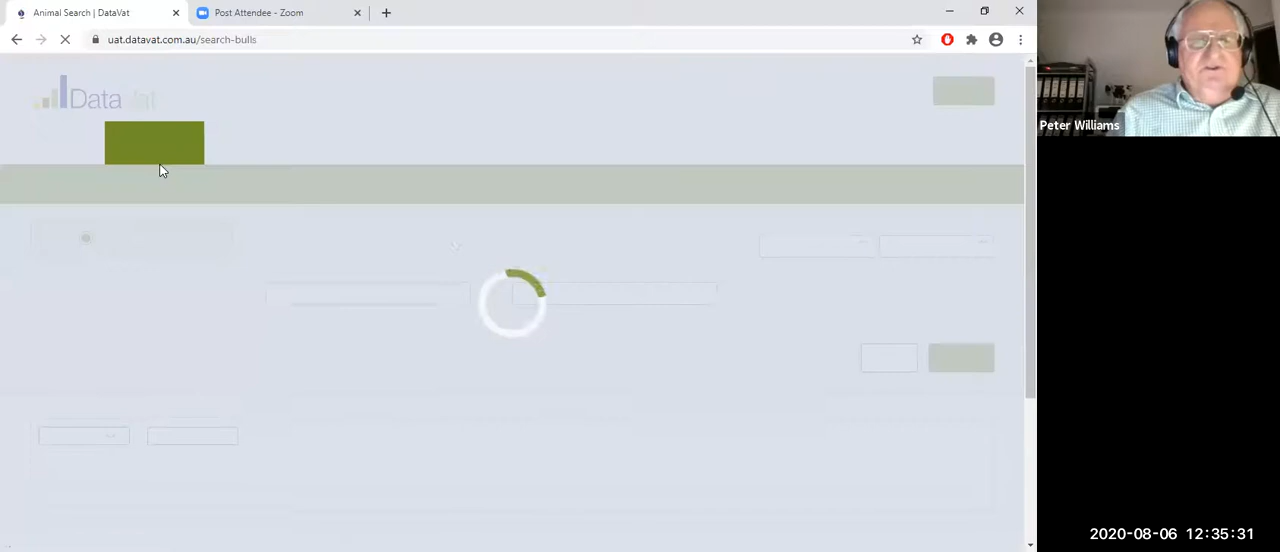 Animal Search | DataVat
Post Attendee - Zoom
uat.datavat.com.au/search-bulls
DataVat
Peter Williams
2020-08-06 12:35:31